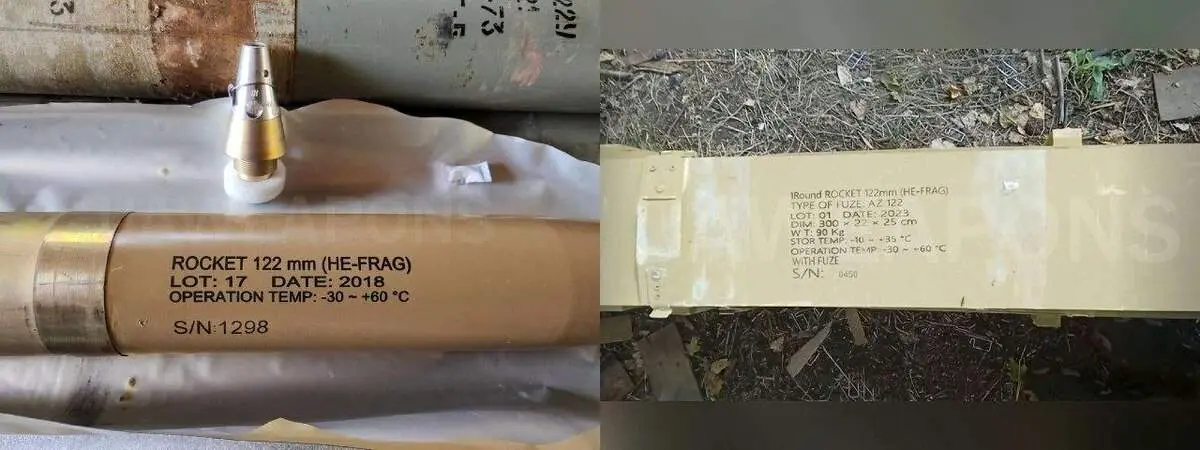 73
ROCKET 122 mm (HE-FRAG)
LOT: 17 DATE: 2018
OPERATION TEMP: -30 ~ +60 °C
S/N:1298
1Round ROCKET 122mm (HE-FRAG)
TYPE OF FUZE: AZ 122
LOT: 01 DATE: 2023
DIM: 300 × 22 × 25 cm
WT: 90 Kg
STOR TEMP: -10 ~ +35 °C
OPERATION TEMP: -30 ~ +60 °C
WITH FUZE
S/N: 0450